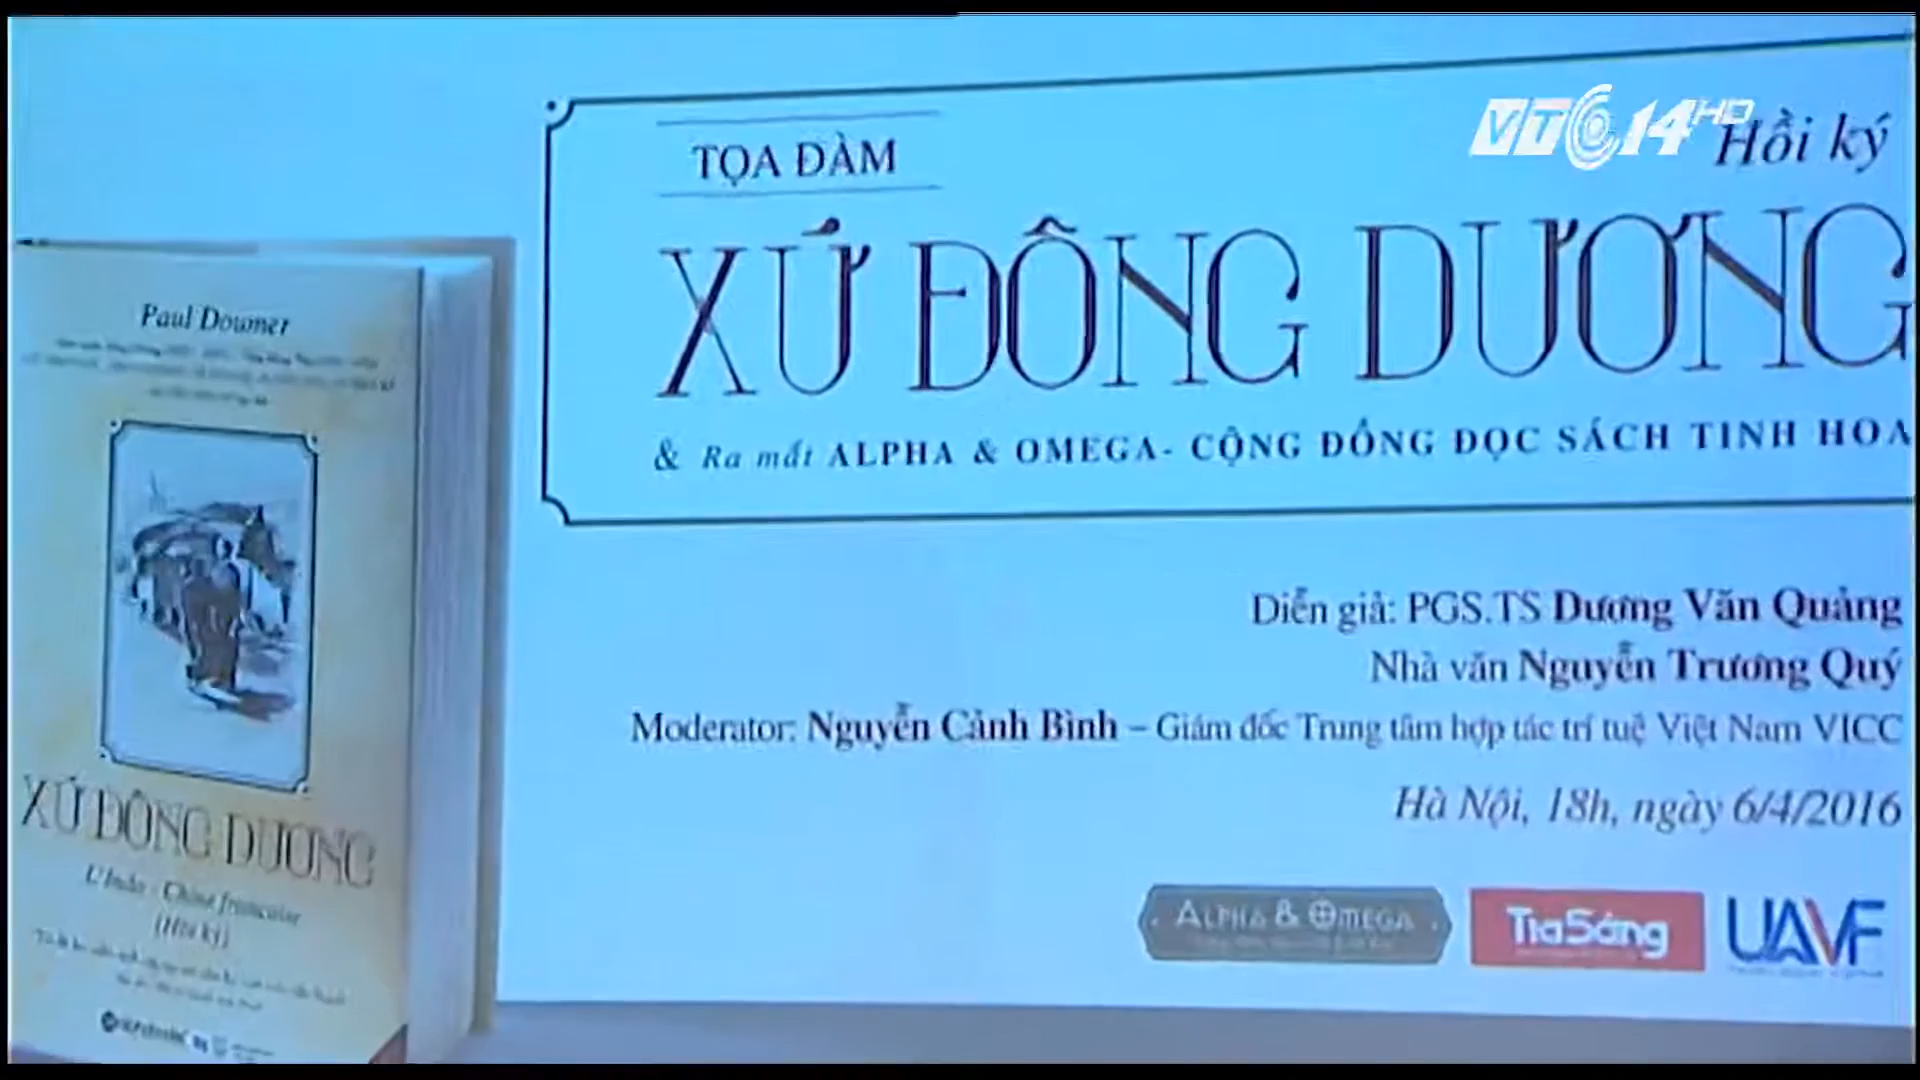 VTC14 HD
TỌA ĐÀM
Hồi ký
XỨ ĐÔNG DƯƠNG
& Ra mắt ALPHA & OMEGA- CỘNG ĐỒNG ĐỌC SÁCH TINH HOA
Diễn giả: PGS.TS Dương Văn Quảng
Nhà văn Nguyễn Trương Quý
Moderator: Nguyễn Cảnh Bình – Giám đốc Trung tâm hợp tác trí tuệ Việt Nam VICC
Hà Nội, 18h, ngày 6/4/2016
ALPHA & OMEGA
TiaSáng
UAVF
Paul Doumer
XỨ ĐÔNG DƯƠNG
L'Indo - Chine française
(Hồi ký)